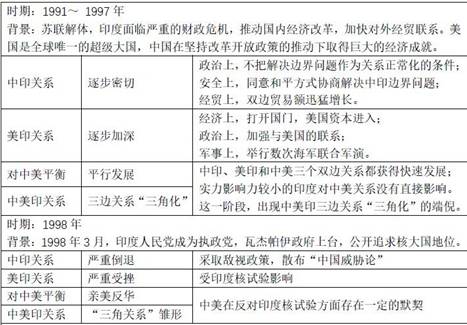 时期：1991～ 1997年
背景：苏联解体，印度面临严重的财政危机，推动国内经济改革，加快对外经贸联系。美
国是全球唯一的超级大国，中国在坚持改革开放政策的推动下取得巨大的经济成就。
中印关系 逐步密切 政治上，不把解决边界问题作为关系正常化的条件；
安全上，同意和平方式协商解决中印边界问题；
经贸上，双边贸易额迅猛增长。
美印关系 逐步加深 经济上，打开国门，美国资本进入；
政治上，加强与美国的联系；
军事上，举行数次海军联合军演。
对中美平衡 平行发展 中印、美印和中美三个双边关系都获得快速发展；
实力影响力较小的印度对中美关系没有直接影响。
中美印关系 三边关系“三角化” 这一阶段，出现中美印三边关系“三角化”的端倪。
时期：1998年
背景：1998年3月，印度人民党成为执政党，瓦杰帕伊政府上台，公开追求核大国地位。
中印关系 严重倒退 采取敌视政策，散布“中国威胁论”
美印关系 严重受挫 受印度核试验影响
对中美平衡 亲美反华 中美在反对印度核试验方面存在一定的默契
中美印关系 “三角关系”雏形